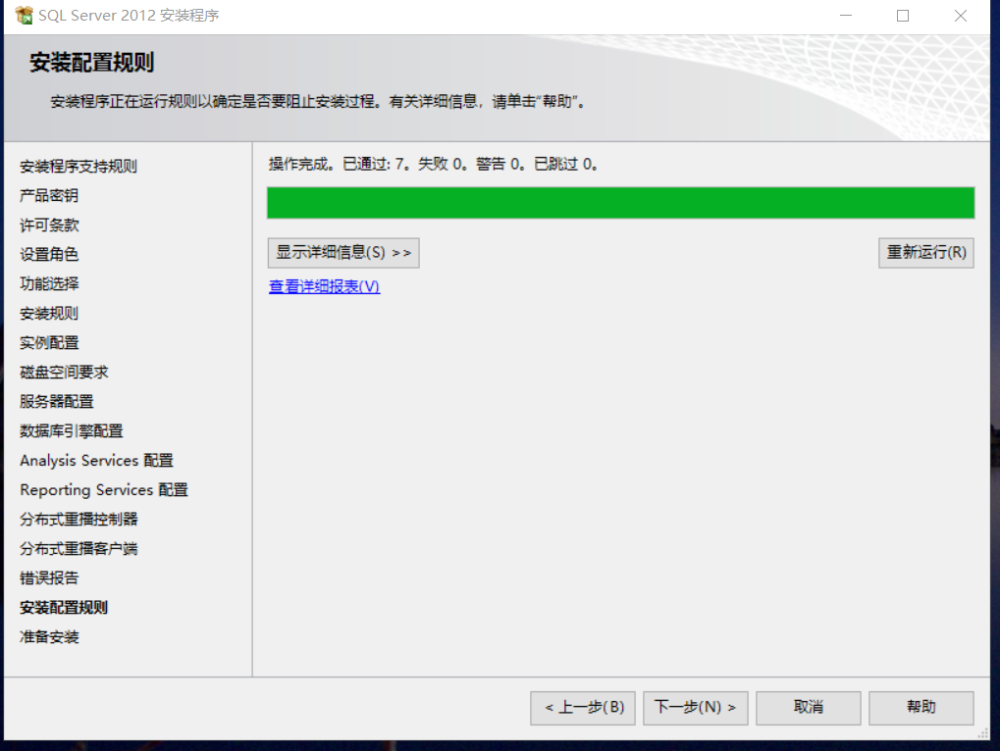 SQL Server 2012 安装程序
安装配置规则
安装程序正在运行规则以确定是否要阻止安装过程。有关详细信息，请单击“帮助”。
安装程序支持规则
产品密钥
许可条款
设置角色
功能选择
安装规则
实例配置
磁盘空间要求
服务器配置
数据库引擎配置
Analysis Services 配置
Reporting Services 配置
分布式重播控制器
分布式重播客户端
错误报告
安装配置规则
准备安装
操作完成。已通过: 7。失败 0。警告 0。已跳过 0。
显示详细信息(S) >>
重新运行(R)
查看详细报表(V)
< 上一步(B)
下一步(N) >
取消
帮助